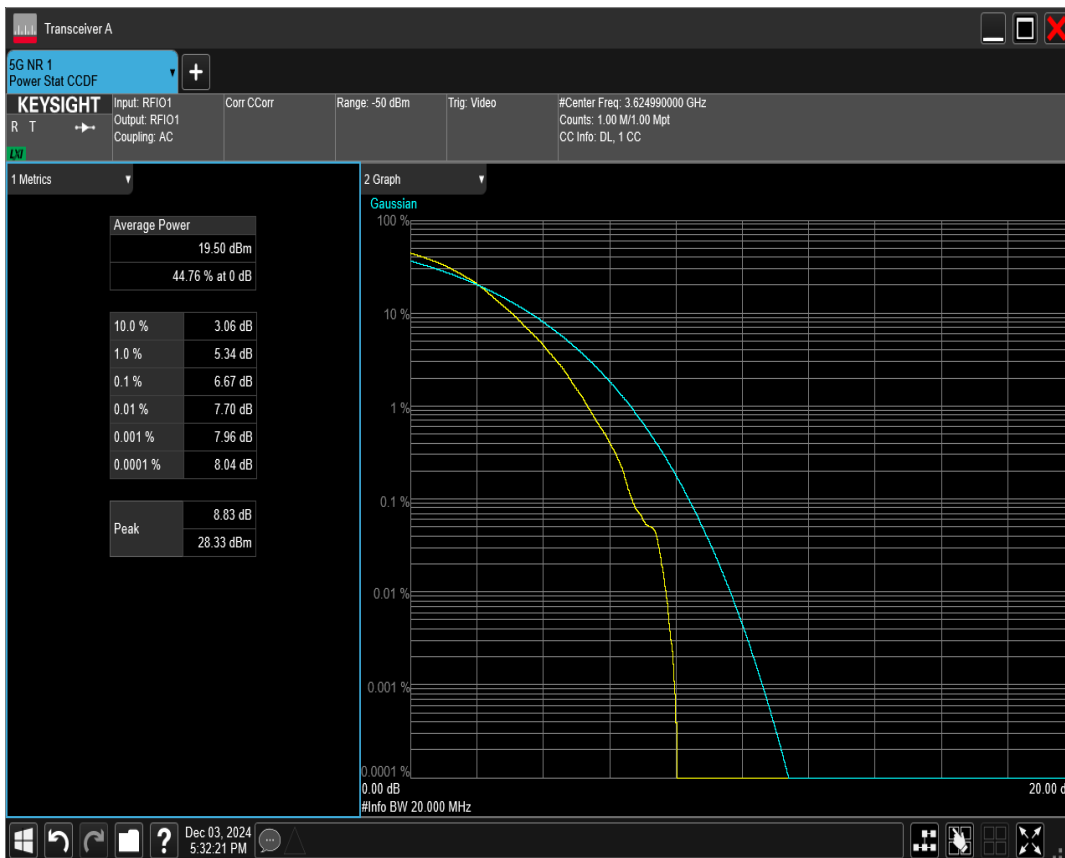 Transceiver A
5G NR 1
Power Stat CCDF
KEYSIGHT
R T
LXI
Input: RFIO1
Output: RFIO1
Coupling: AC
Corr CCorr
Range: -50 dBm
Trig: Video
#Center Freq: 3.624990000 GHz
Counts: 1.00 M/1.00 Mpt
CC Info: DL, 1 CC
1 Metrics
Average Power
19.50 dBm
44.76 % at 0 dB
10.0 % 3.06 dB
1.0 % 5.34 dB
0.1 % 6.67 dB
0.01 % 7.70 dB
0.001 % 7.96 dB
0.0001 % 8.04 dB
Peak
8.83 dB
28.33 dBm
2 Graph
Gaussian
100 %
10 %
1 %
0.1 %
0.01 %
0.001 %
0.0001 %
0.00 dB
20.00 d
#Info BW 20.000 MHz
?
Dec 03, 2024
5:32:21 PM